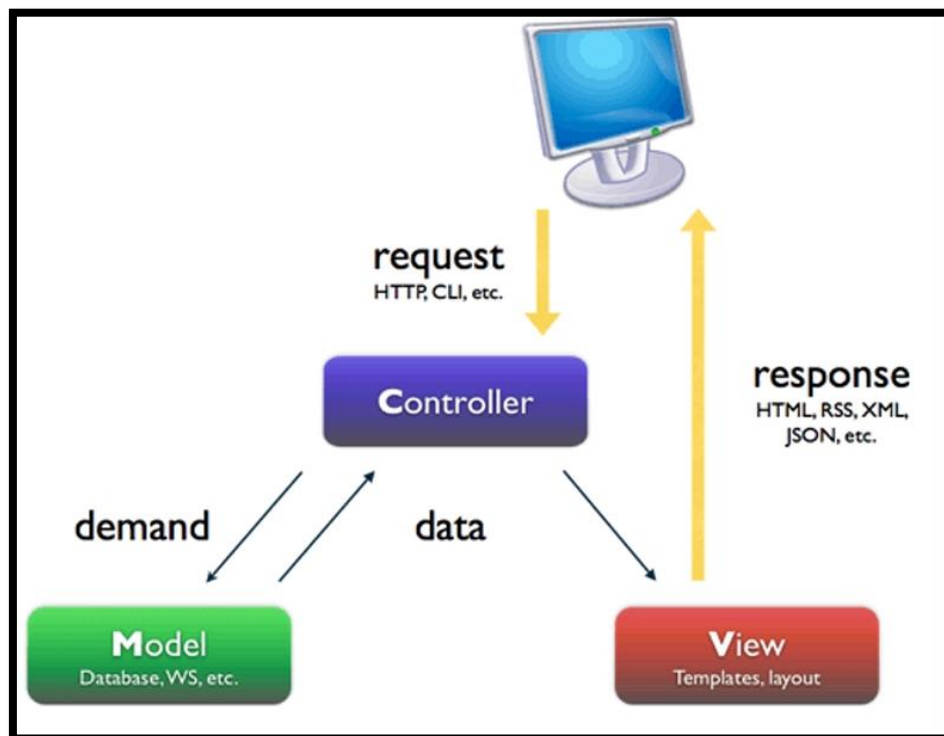 request
HTTP, CLI, etc.
Controller
response
HTML, RSS, XML,
JSON, etc.
demand
data
Model
Database, WS, etc.
View
Templates, layout